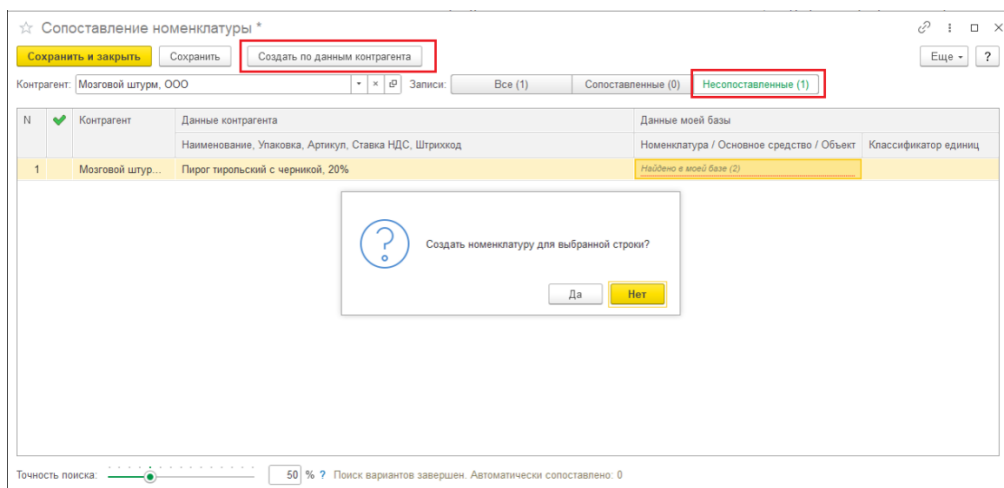 Сопоставление номенклатуры *
Сохранить и закрыть Сохранить Создать по данным контрагента Еще ?
Контрагент: Мозговой штурм, ООО Записи: Все (1) Сопоставленные (0) Несопоставленные (1)
N Контрагент Данные контрагента Данные моей базы
Наименование, Упаковка, Артикул, Ставка НДС, Штрихкод Номенклатура / Основное средство / Объект Классификатор единиц
1 Мозговой штур... Пирог тирольский с черникой, 20% Найдено в моей базе (2)
Создать номенклатуру для выбранной строки?
Да Нет
Точность поиска: 50 % ? Поиск вариантов завершен. Автоматически сопоставлено: 0